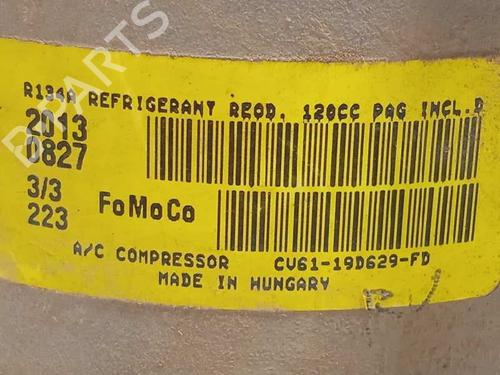 R134A REFRIGERANT REQD. 120CC PAG INCL.D
2013
0827
3/3
223
FoMoCo
A/C COMPRESSOR CV61-19D629-FD
MADE IN HUNGARY
BPARTS